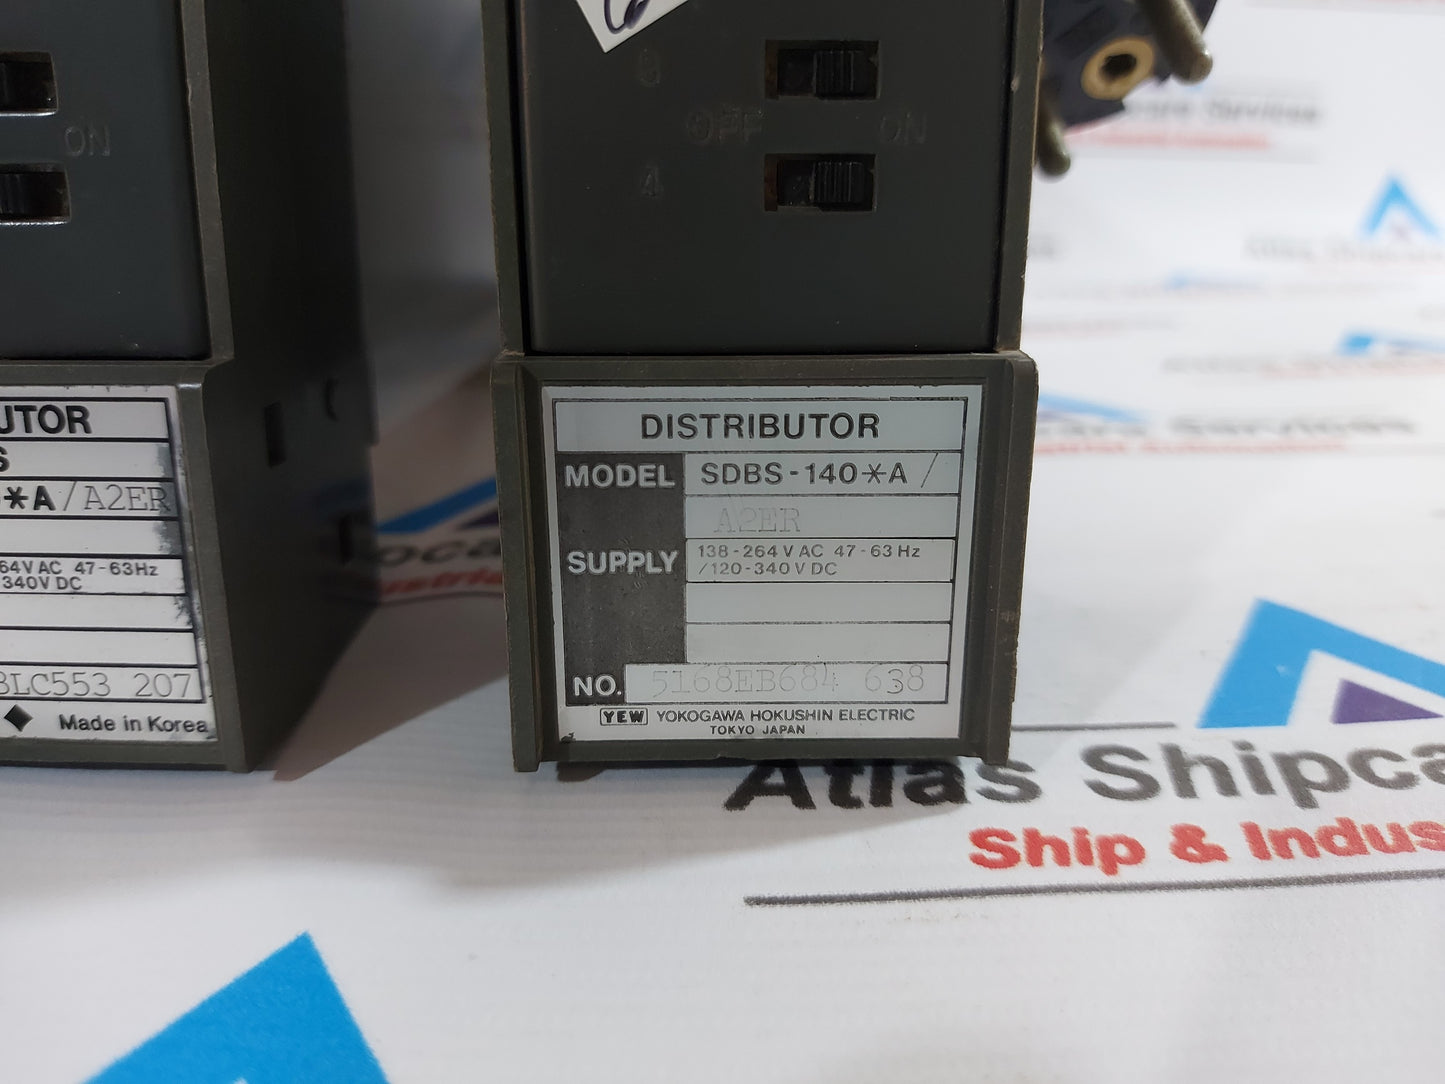 ON
UTOR
S
*A/A2ER
64V AC 47-63Hz
340V DC
BLC553 207
Made in Korea
OFF ON
4
DISTRIBUTOR
MODEL SDBS-140*A/
A2ER
SUPPLY 138-264 V AC 47-63 Hz
/120-340 V DC
NO. 5168EB684 638
YEW YOKOGAWA HOKUSHIN ELECTRIC
TOKYO JAPAN
Atlas Shipca
Ship & Indus